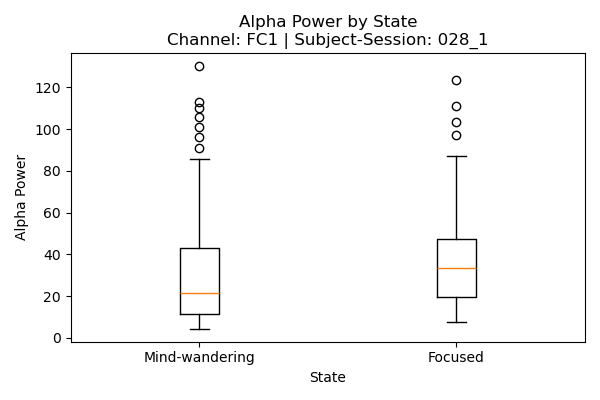 Alpha Power by State
Channel: FC1 | Subject-Session: 028_1
120
100
80
60
40
20
0
Alpha Power
Mind-wandering
Focused
State